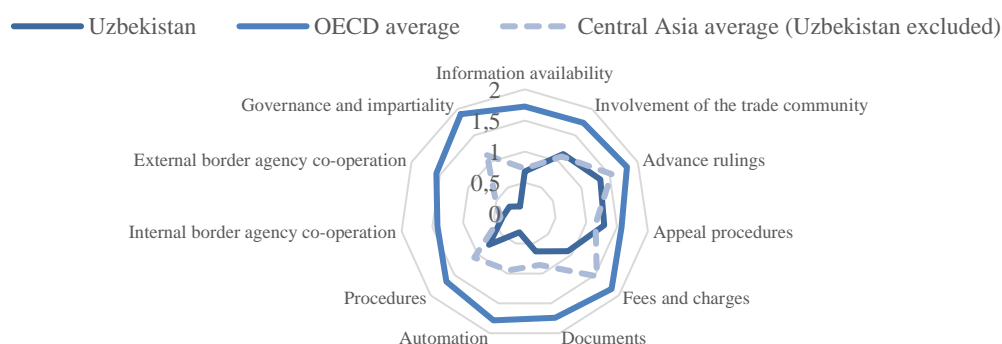 Uzbekistan OECD average Central Asia average (Uzbekistan excluded)
Information availability
2
Governance and impartiality Involvement of the trade community
1,5
External border agency co-operation 1 Advance rulings
0,5
0
Internal border agency co-operation Appeal procedures
Procedures Fees and charges
Automation Documents